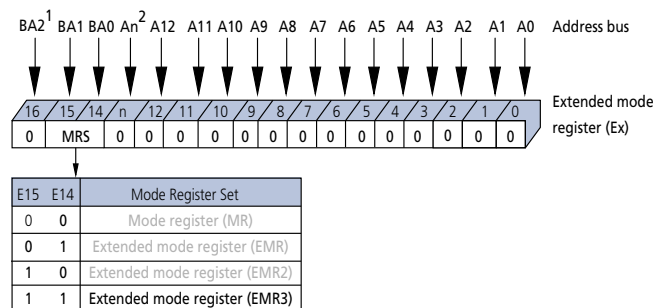 BA2¹ BA1 BA0 An² A12 A11 A10 A9 A8 A7 A6 A5 A4 A3 A2 A1 A0 Address bus
16 15 14 n 12 11 10 9 8 7 6 5 4 3 2 1 0 Extended mode
register (Ex)
0 MRS 0 0 0 0 0 0 0 0 0 0 0 0 0 0
E15 E14 Mode Register Set
0 0 Mode register (MR)
0 1 Extended mode register (EMR)
1 0 Extended mode register (EMR2)
1 1 Extended mode register (EMR3)